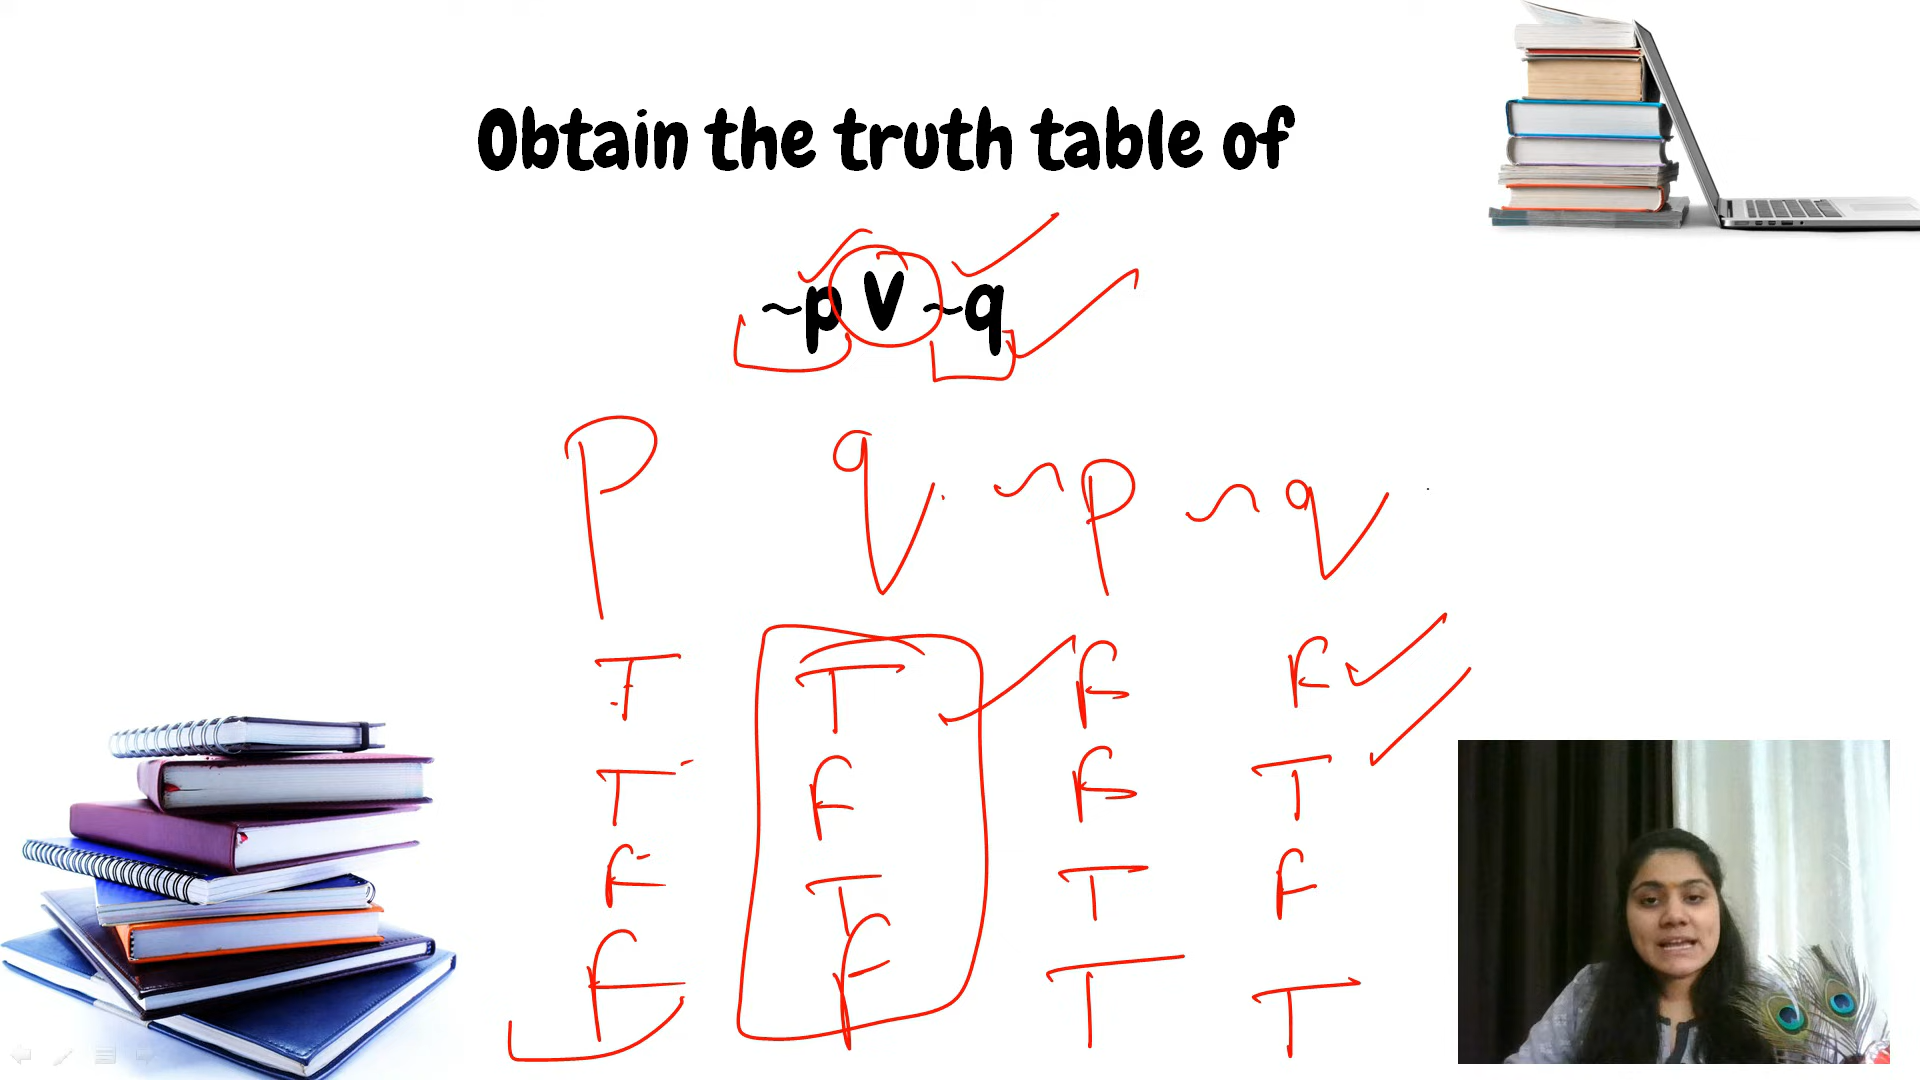 Obtain the truth table of
~p V ~q
P q ~p ~q
T T F F
T F F T
F T T F
F F T T